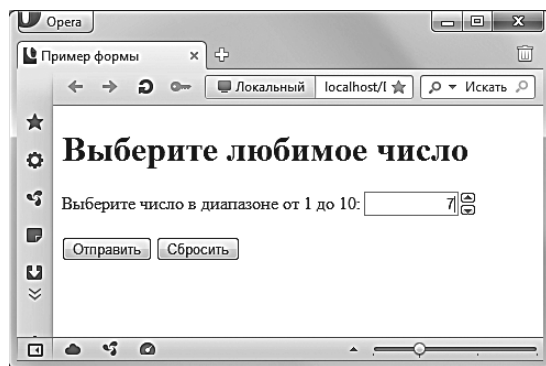 Opera
Пример формы
Локальный localhost/ Искать
Выберите любимое число
Выберите число в диапазоне от 1 до 10: 7
Отправить Сбросить